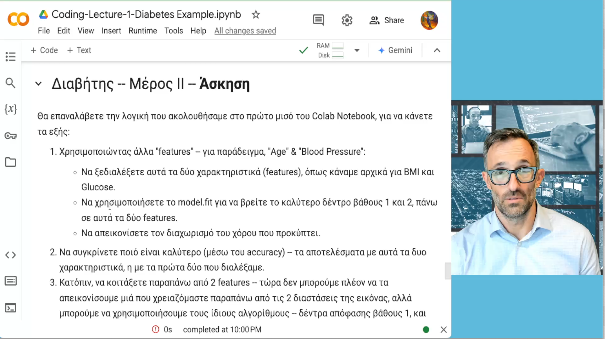 Coding-Lecture-1-Diabetes Example.ipynb
Share
File Edit View Insert Runtime Tools Help All changes saved
+ Code + Text
RAM
Disk
Gemini
Διαβήτης -- Μέρος II -- Άσκηση
Θα επαναλάβετε την λογική που ακολουθήσαμε στο πρώτο μισό του Colab Notebook, για να κάνετε
τα εξής:
1. Χρησιμοποιώντας άλλα "features" -- για παράδειγμα, "Age" & "Blood Pressure":
Να ξεδιαλέξετε αυτά τα δύο χαρακτηριστικά (features), όπως κάναμε αρχικά για BMI και
Glucose.
Να χρησιμοποιήσετε το model.fit για να βρείτε το καλύτερο δέντρο βάθους 1 και 2, πάνω
σε αυτά τα δύο features.
Να απεικονίσετε τον διαχωρισμό του χώρου που προκύπτει.
2. Να συγκρίνετε ποιό είναι καλύτερο (μέσω του accuracy) -- τα αποτελέσματα με αυτά τα δυο
χαρακτηριστικά, η με τα πρώτα δύο που διαλέξαμε.
3. Κατόπιν, να κοιτάξετε παραπάνω από 2 features -- τώρα δεν μπορούμε πλέον να τα
απεικονίσουμε μιά που χρειαζόμαστε παραπάνω από τις 2 διαστάσεις της εικόνας, αλλά
μπορούμε να χρησιμοποιήσουμε τους ίδιους αλγορίθμους -- δέντρα απόφασης βάθους 1, και
0s completed at 10:00 PM